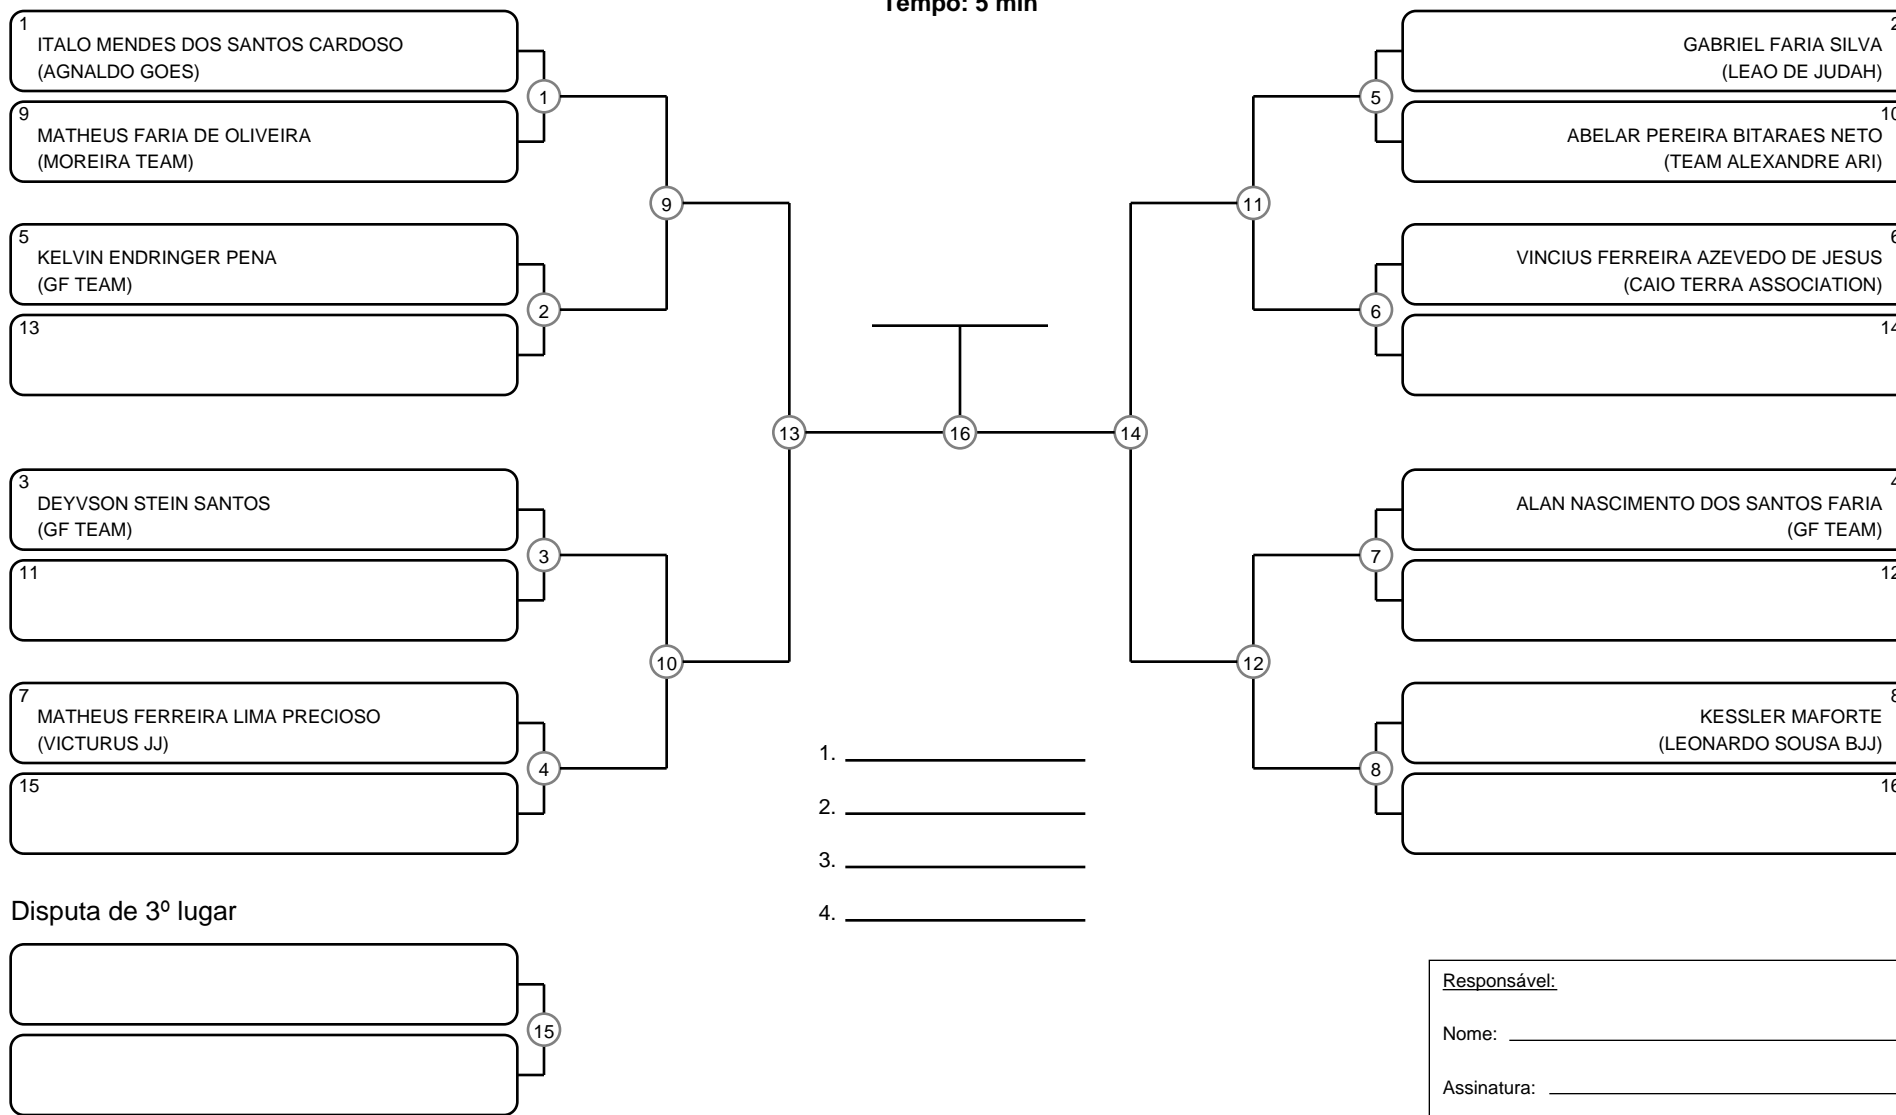 Tempo: 5 min
1
ITALO MENDES DOS SANTOS CARDOSO
(AGNALDO GOES)
9
MATHEUS FARIA DE OLIVEIRA
(MOREIRA TEAM)
1
5
KELVIN ENDRINGER PENA
(GF TEAM)
13
2
9
3
DEYVSON STEIN SANTOS
(GF TEAM)
11
3
7
MATHEUS FERREIRA LIMA PRECIOSO
(VICTURUS JJ)
15
4
10
13
16
14
2
GABRIEL FARIA SILVA
(LEAO DE JUDAH)
10
ABELAR PEREIRA BITARAES NETO
(TEAM ALEXANDRE ARI)
5
6
VINCIUS FERREIRA AZEVEDO DE JESUS
(CAIO TERRA ASSOCIATION)
14
6
11
4
ALAN NASCIMENTO DOS SANTOS FARIA
(GF TEAM)
12
7
8
KESSLER MAFORTE
(LEONARDO SOUSA BJJ)
16
8
12
1.
2.
3.
4.
Disputa de 3º lugar
15
Responsável:
Nome:
Assinatura: